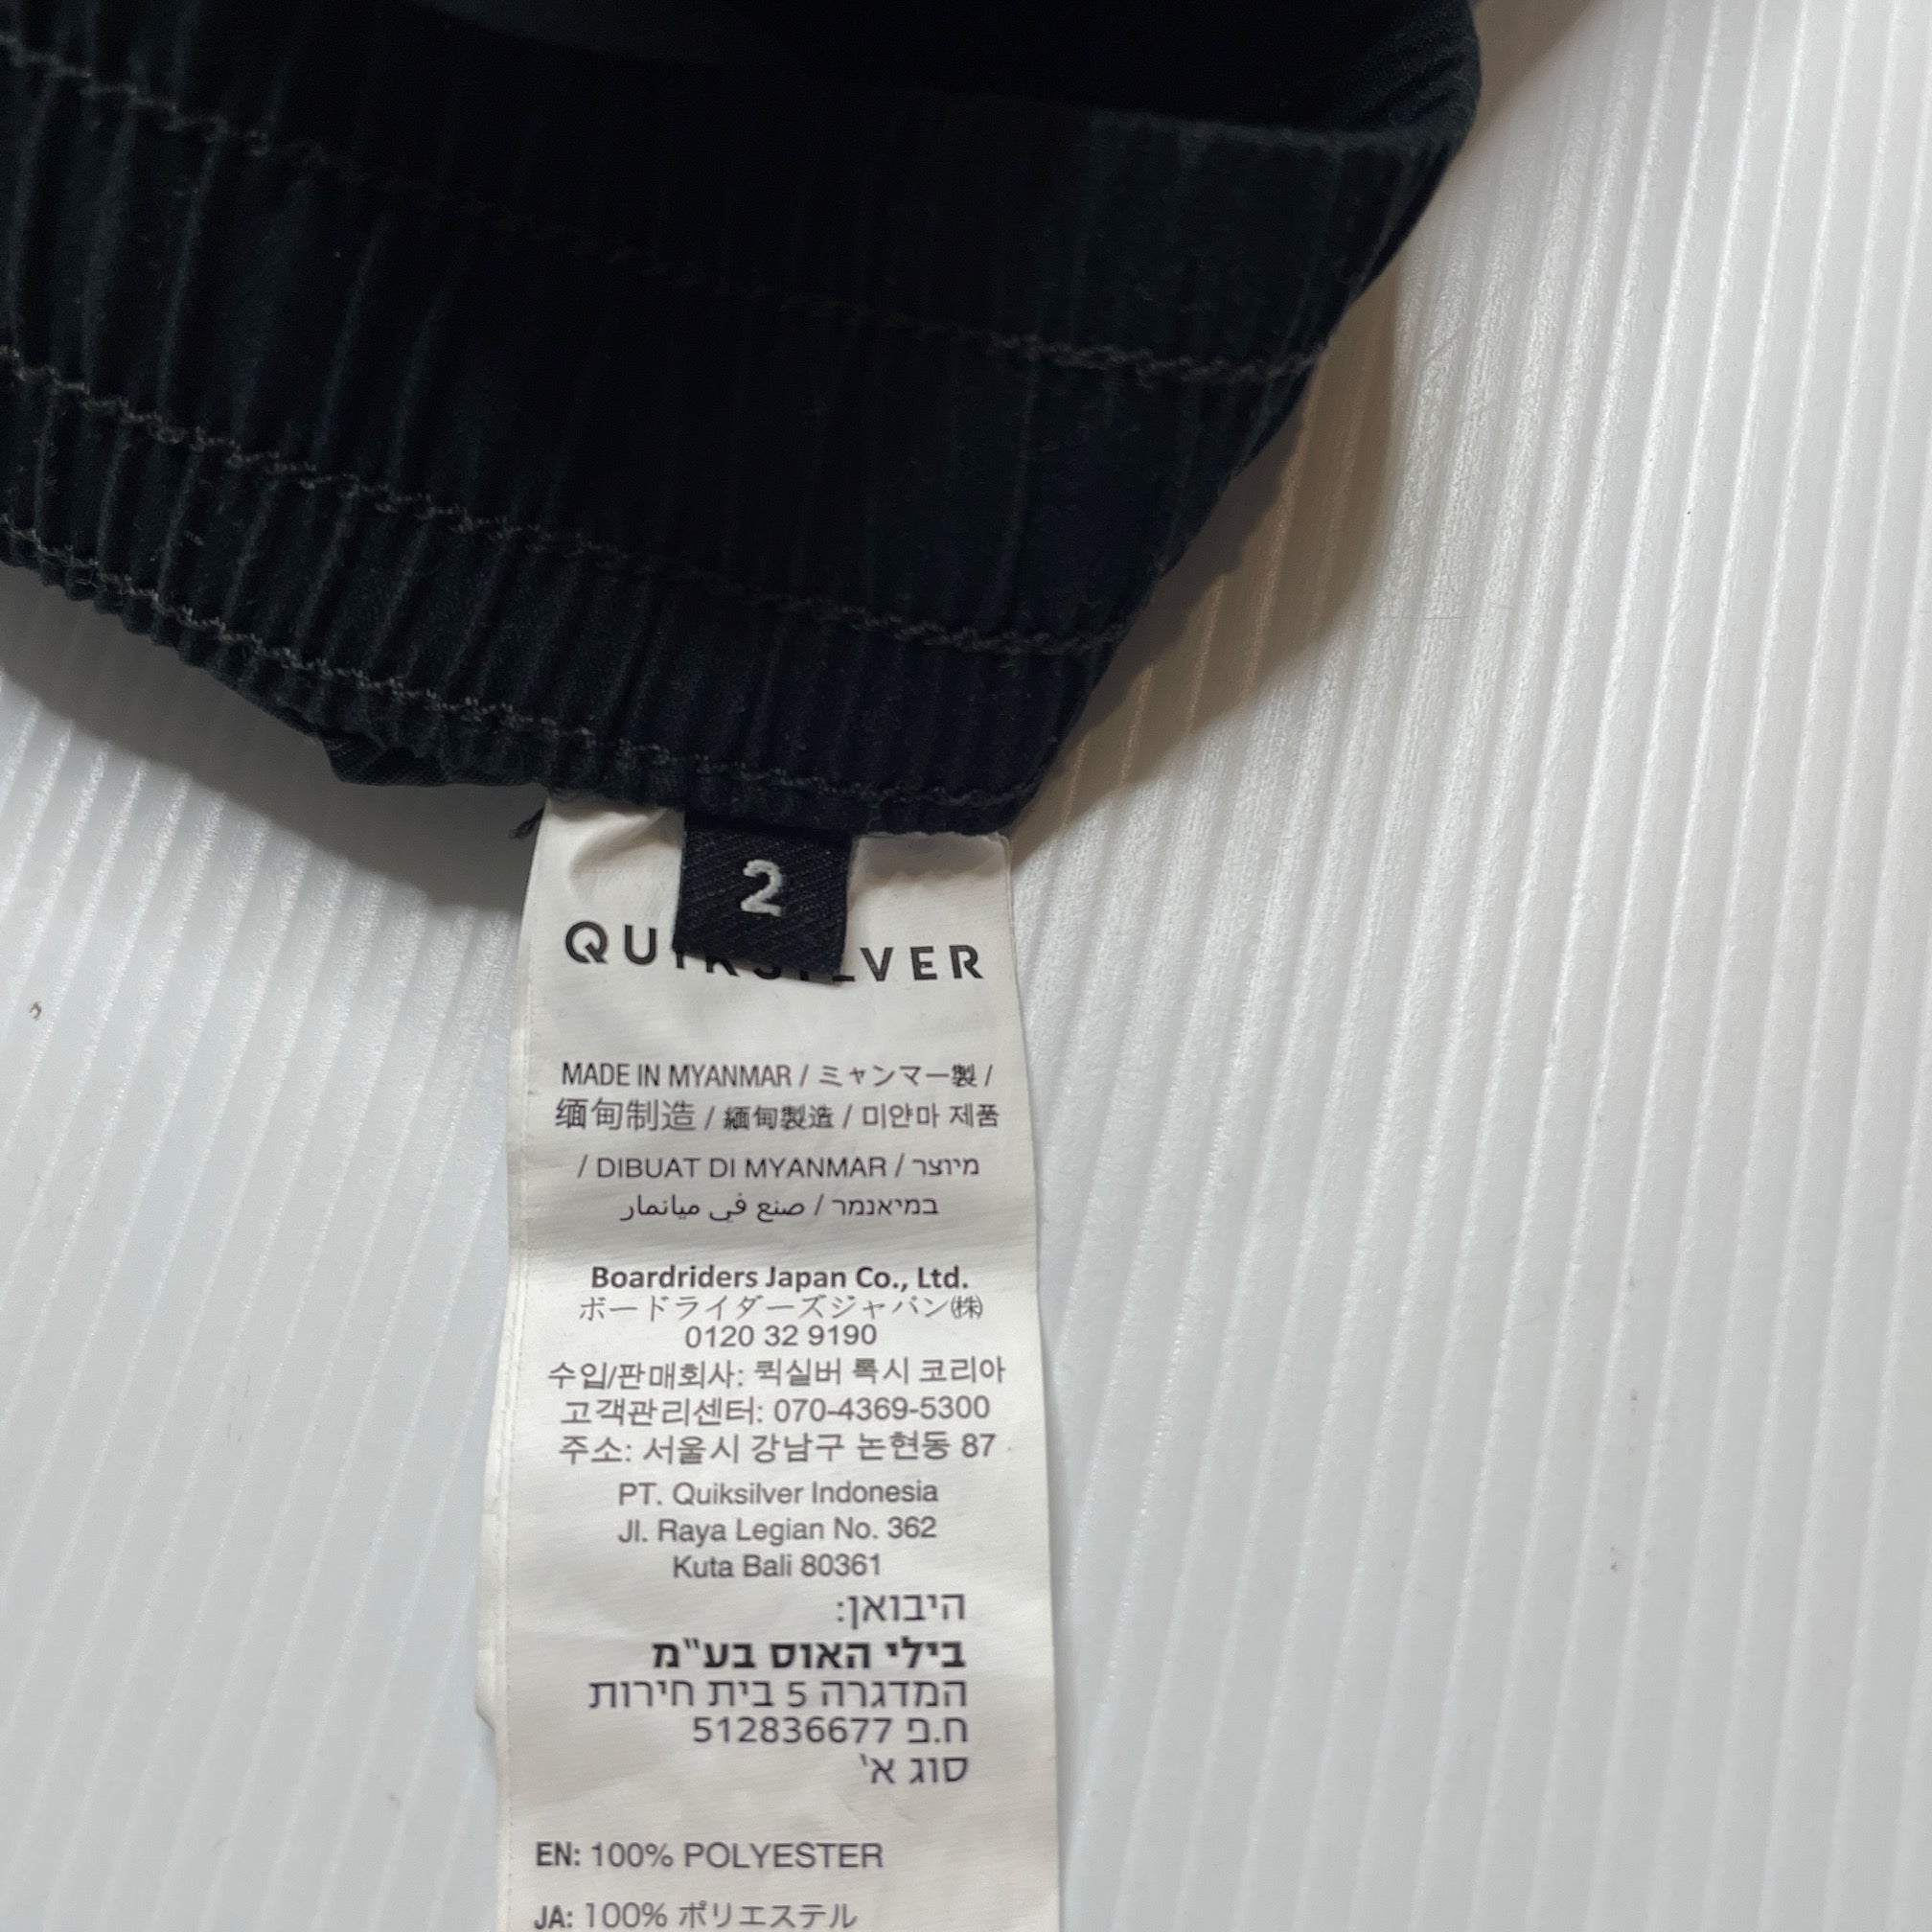 2
QUIKSILVER
MADE IN MYANMAR / ミャンマー製 /
缅甸制造 / 緬甸製造 / 미얀마 제품
/ DIBUAT DI MYANMAR / מיוצר
במיאנמר / صنع في ميانمار
Boardriders Japan Co., Ltd.
ボードライダーズジャパン㈱
0120 32 9190
수입/판매회사: 퀵실버 록시 코리아
고객관리센터: 070-4369-5300
주소: 서울시 강남구 논현동 87
PT. Quiksilver Indonesia
Jl. Raya Legian No. 362
Kuta Bali 80361
היבואן:
בילי האוס בע"מ
המדגרה 5 בית חירות
ח.פ 512836677
סוג א'
EN: 100% POLYESTER
JA: 100% ポリエステル